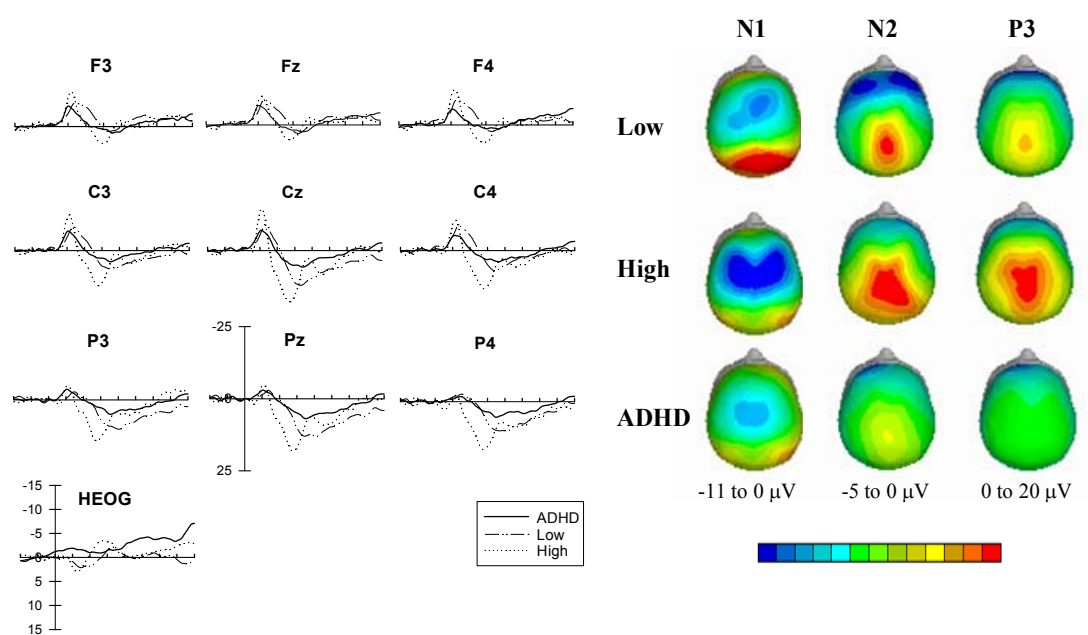 F3 Fz F4
C3 Cz C4
P3 Pz P4
-25
0
25
HEOG
-15
-10
-5
0
5
10
15
ADHD
Low
High
N1 N2 P3
Low
High
ADHD
-11 to 0 μV -5 to 0 μV 0 to 20 μV